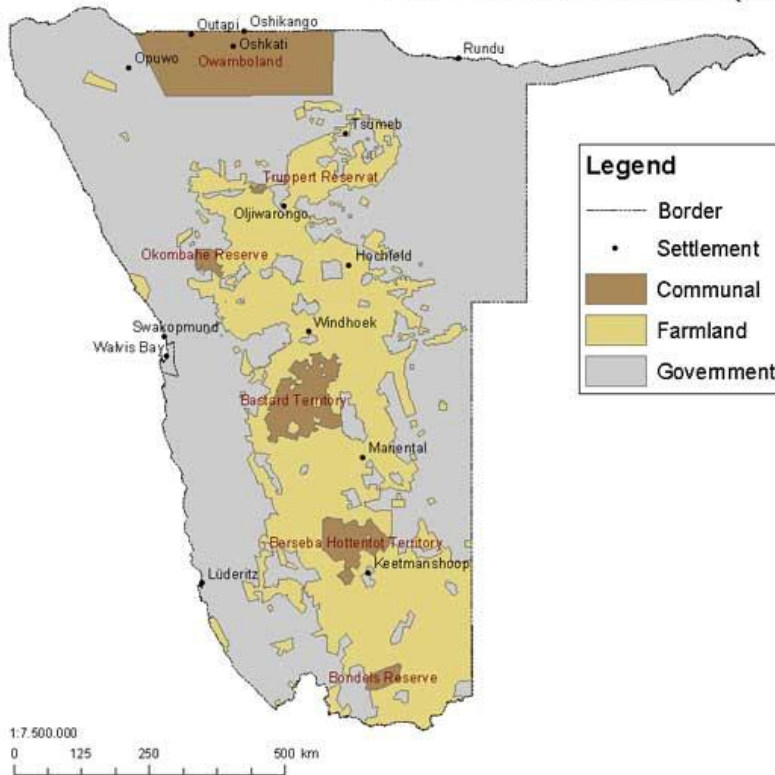 Oshikango
Outapi
Oshkati
Opuwo
Owamboland
Rundu
Tsumeb
Truppert Reservat
Oljiwarongo
Okombahe Reserve
Hochfeld
Swakopmund
Windhoek
Walvis Bay
Bastard Territory
Mariental
Berseba Hottentot Territory
Keetmanshoop
Lüderitz
Bondels Reserve
Legend
Border
Settlement
Communal
Farmland
Government
1:7.500.000
0 125 250 500 km